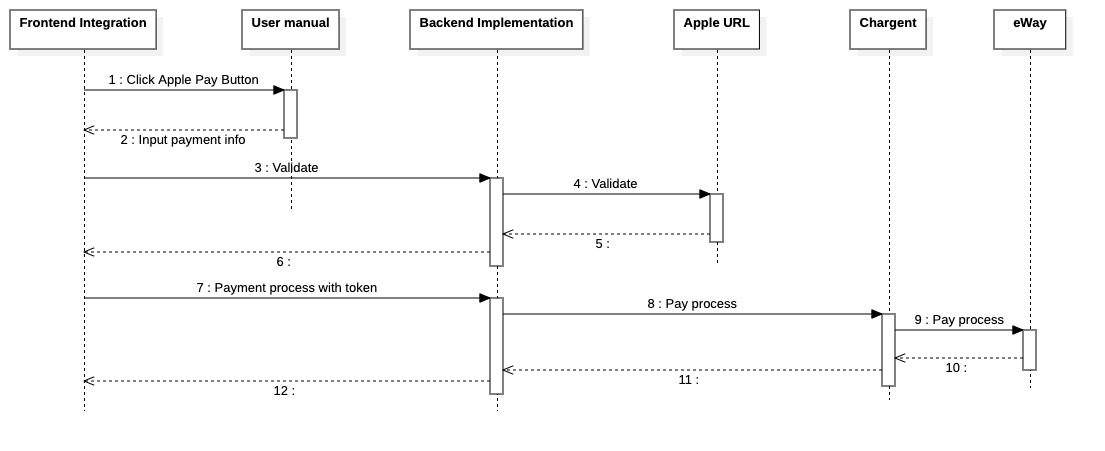 Frontend Integration
User manual
Backend Implementation
Apple URL
Chargent
eWay
1 : Click Apple Pay Button
2 : Input payment info
3 : Validate
4 : Validate
5 :
6 :
7 : Payment process with token
8 : Pay process
9 : Pay process
10 :
11 :
12 :